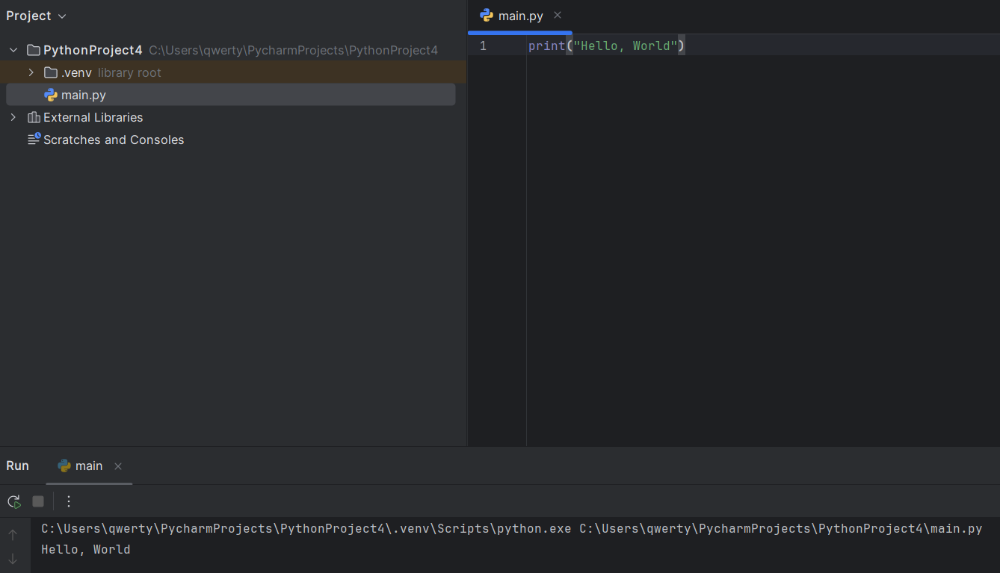 Project
PythonProject4 C:\Users\qwerty\PycharmProjects\PythonProject4
.venv library root
main.py
External Libraries
Scratches and Consoles
main.py
1 print("Hello, World")
Run main
C:\Users\qwerty\PycharmProjects\PythonProject4\.venv\Scripts\python.exe C:\Users\qwerty\PycharmProjects\PythonProject4\main.py
Hello, World